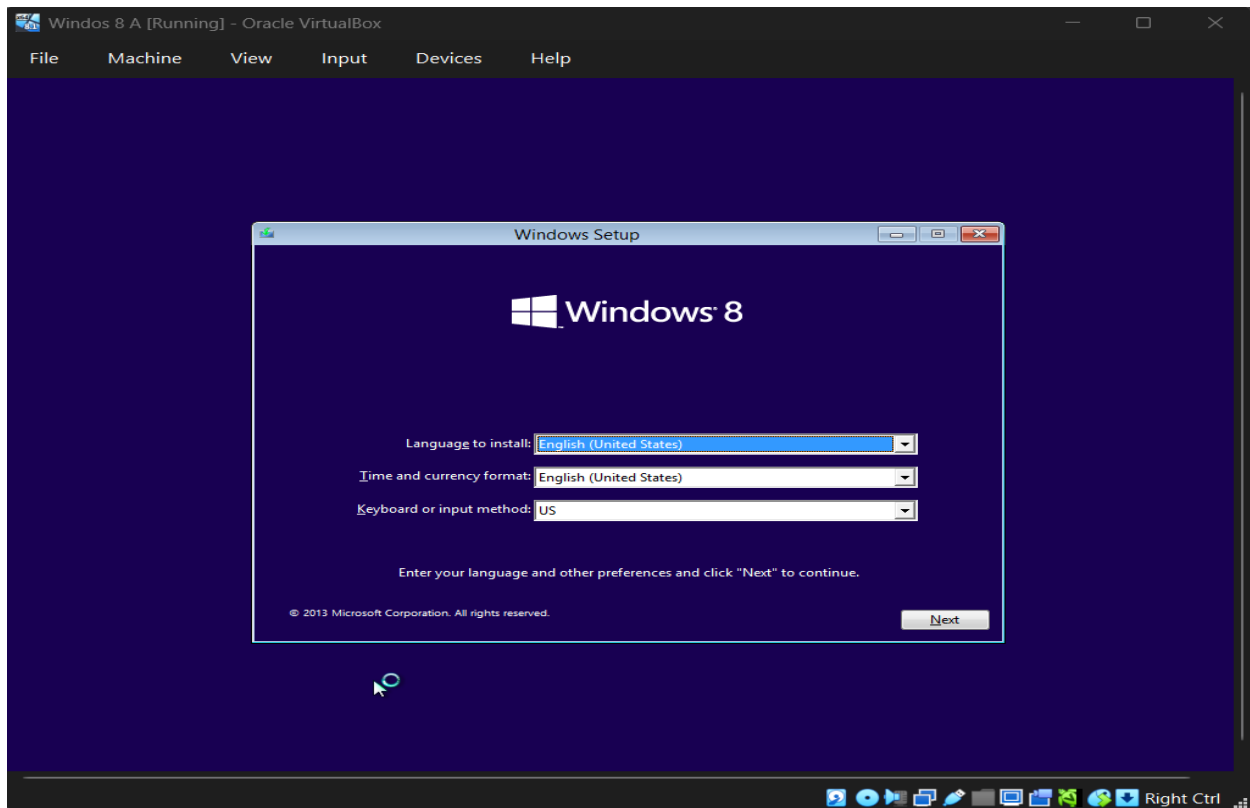 Windos 8 A [Running] - Oracle VirtualBox
File Machine View Input Devices Help
Windows Setup
Windows 8
Language to install: English (United States)
Time and currency format: English (United States)
Keyboard or input method: US
Enter your language and other preferences and click "Next" to continue.
© 2013 Microsoft Corporation. All rights reserved.
Next
Right Ctrl